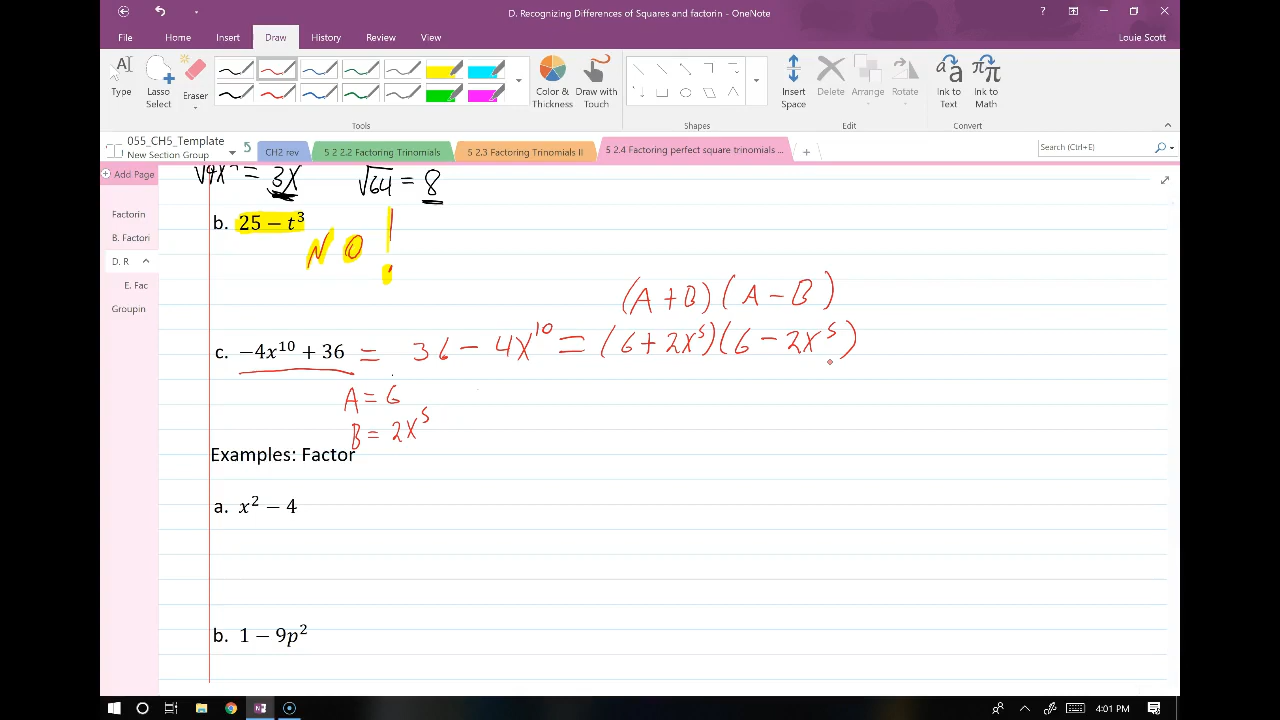 D. Recognizing Differences of Squares and factorin - OneNote
File Home Insert Draw History Review View
Louie Scott
Type Lasso Select Eraser Color & Thickness Draw with Touch Insert Space Delete Arrange Rotate Ink to Text Ink to Math
Tools Shapes Edit Convert
055_CH5_Template
New Section Group
CH2 rev 5 2 2.2 Factoring Trinomials 5 2.3 Factoring Trinomials II 5 2.4 Factoring perfect square trinomials ... +
Search (Ctrl+E)
Add Page
Factorin
B. Factori
D. R
E. Fac
Groupin
= 3X √64 = 8
b. 25 − t³
NO!
(A + B)(A − B)
c. −4x¹⁰ + 36 = 36 − 4X¹⁰ = (6 + 2X⁵)(6 − 2X⁵)
A = 6
B = 2X⁵
Examples: Factor
a. x² − 4
b. 1 − 9p²
4:01 PM